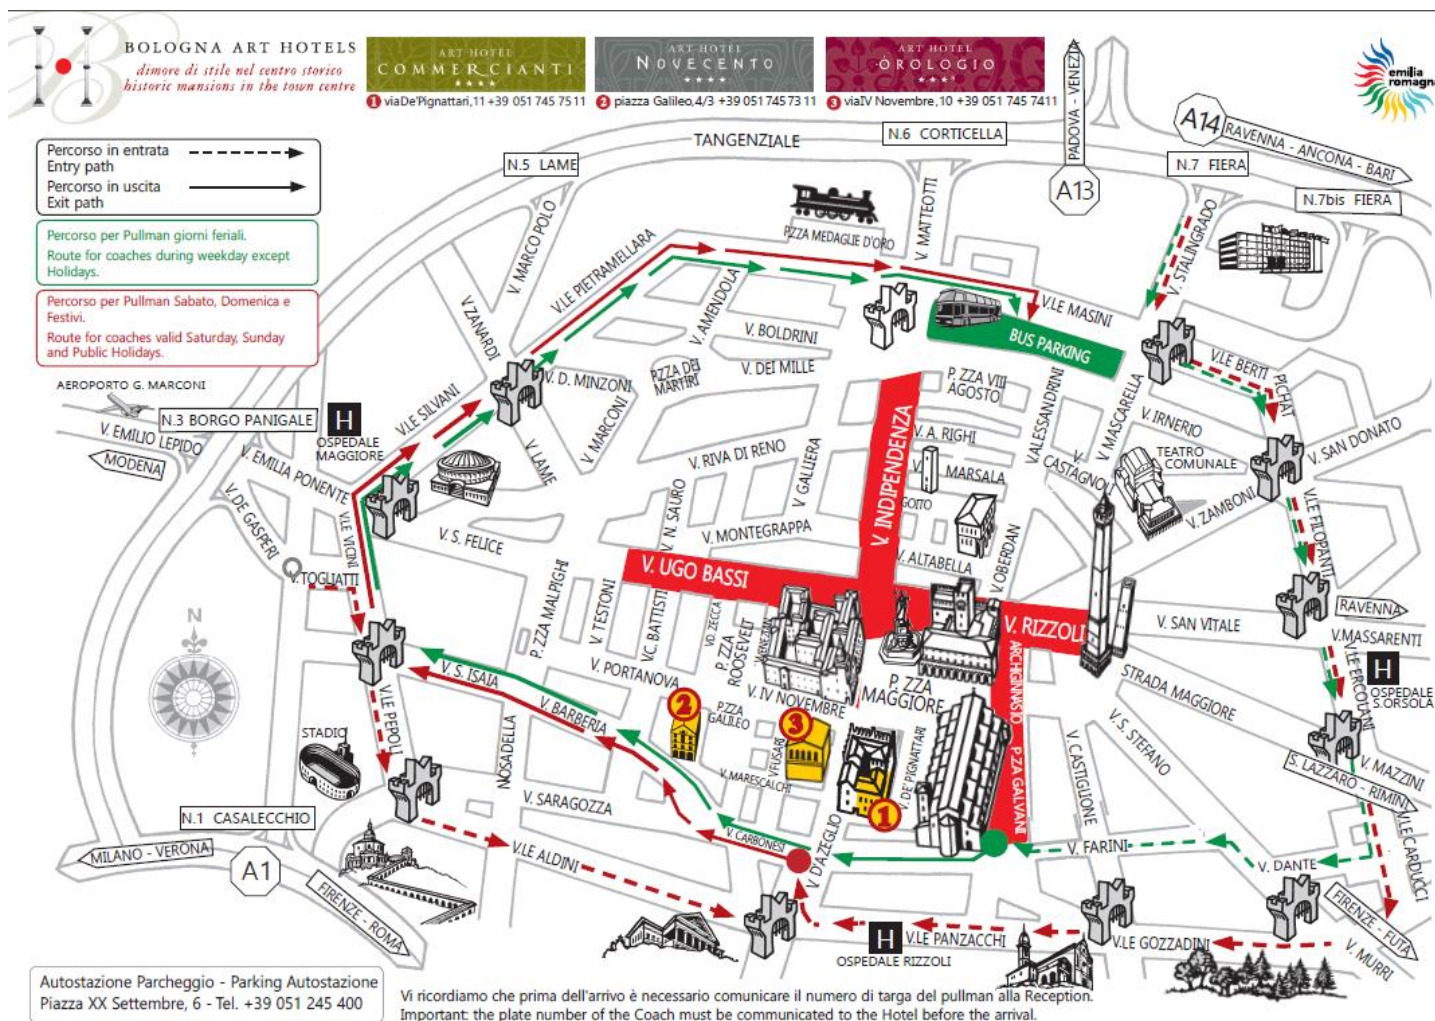 BOLOGNA ART HOTELS
dimore di stile nel centro storico
historic mansions in the town centre
ART HOTEL
COMMERCIANTI
★★★★
1 viaDe'Pignattari,11 +39 051 745 75 11
ART HOTEL
NOVECENTO
★★★★
2 piazza Galileo,4/3 +39 051 745 73 11
ART HOTEL
OROLOGIO
3 viaIV Novembre,10 +39 051 745 7411
emilia
romagna
Percorso in entrata
Entry path
Percorso in uscita
Exit path
Percorso per Pullman giorni feriali.
Route for coaches during weekday except
Holidays.
Percorso per Pullman Sabato, Domenica e
Festivi.
Route for coaches valid Saturday, Sunday
and Public Holidays.
TANGENZIALE
N.6 CORTICELLA
PADOVA - VENEZIA
A13
A14
RAVENNA - ANCONA - BARI
N.7 FIERA
N.7bis FIERA
N.5 LAME
V. MARCO POLO
V.ZANARDI
V.LE PIETRAMELLARA
P.ZZA MEDAGLIE D'ORO
V. MATTEOTTI
V. STALINGRADO
V.LE MASINI
BUS PARKING
V. AMENDOLA
V. BOLDRINI
V. DEI MILLE
P.ZZA DEI
MARTIRI
V. D. MINZONI
V. MARCONI
V. LAME
V.LE SILVANI
AEROPORTO G. MARCONI
N.3 BORGO PANIGALE
V. EMILIO LEPIDO
MODENA
H
OSPEDALE
MAGGIORE
V. EMILIA PONENTE
V. DE GASPERI
V.LE VICINI
V. TOGLIATTI
P. ZZA VIII
AGOSTO
V.LE BERTI
PICHAT
V. IRNERIO
V. MASCARELLA
V.ALESSANDRINI
V. A. RIGHI
V. MARSALA
GOITO
V. CASTAGNOLI
TEATRO
COMUNALE
V. SAN DONATO
V. ZAMBONI
V.LE FILOPANTI
V. INDIPENDENZA
V. RIVA DI RENO
V. GALLIERA
V. N. SAURO
V. MONTEGRAPPA
V. S. FELICE
V. ALTABELLA
V. OBERDAN
V. UGO BASSI
V. RIZZOLI
V. SAN VITALE
RAVENNA
V.MASSARENTI
V.LE ERCOLANI
H
OSPEDALE
S.ORSOLA
STRADA MAGGIORE
V. MAZZINI
S. LAZZARO - RIMINI
V.LE CARDUCCI
P. ZZA MALPIGHI
V. TESTONI
V.C. BATTISTI
V.D. ZECCA
P. ZZA
ROOSEVELT
V.VENEZIAN
V. PORTANOVA
V. IV NOVEMBRE
P. ZZA
MAGGIORE
ARCHIGINNASIO
P.ZA GALVANI
V. S. ISAIA
V. BARBERIA
P.ZZA
GALILEO
V.FUSARI
V. MARESCALCHI
V. DE' PIGNATTARI
2
3
1
V.LE PEPOLI
STADIO
NOSADELLA
V. SARAGOZZA
V. CARBONESI
V. D'AZEGLIO
V. FARINI
V. CASTIGLIONE
V. S. STEFANO
V. DANTE
N.1 CASALECCHIO
MILANO - VERONA
A1
FIRENZE - ROMA
V.LE ALDINI
H
OSPEDALE RIZZOLI
V.LE PANZACCHI
V.LE GOZZADINI
V. MURRI
FIRENZE - FUTA
N
Autostazione Parcheggio - Parking Autostazione
Piazza XX Settembre, 6 - Tel. +39 051 245 400
Vi ricordiamo che prima dell'arrivo è necessario comunicare il numero di targa del pullman alla Reception.
Important: the plate number of the Coach must be communicated to the Hotel before the arrival.